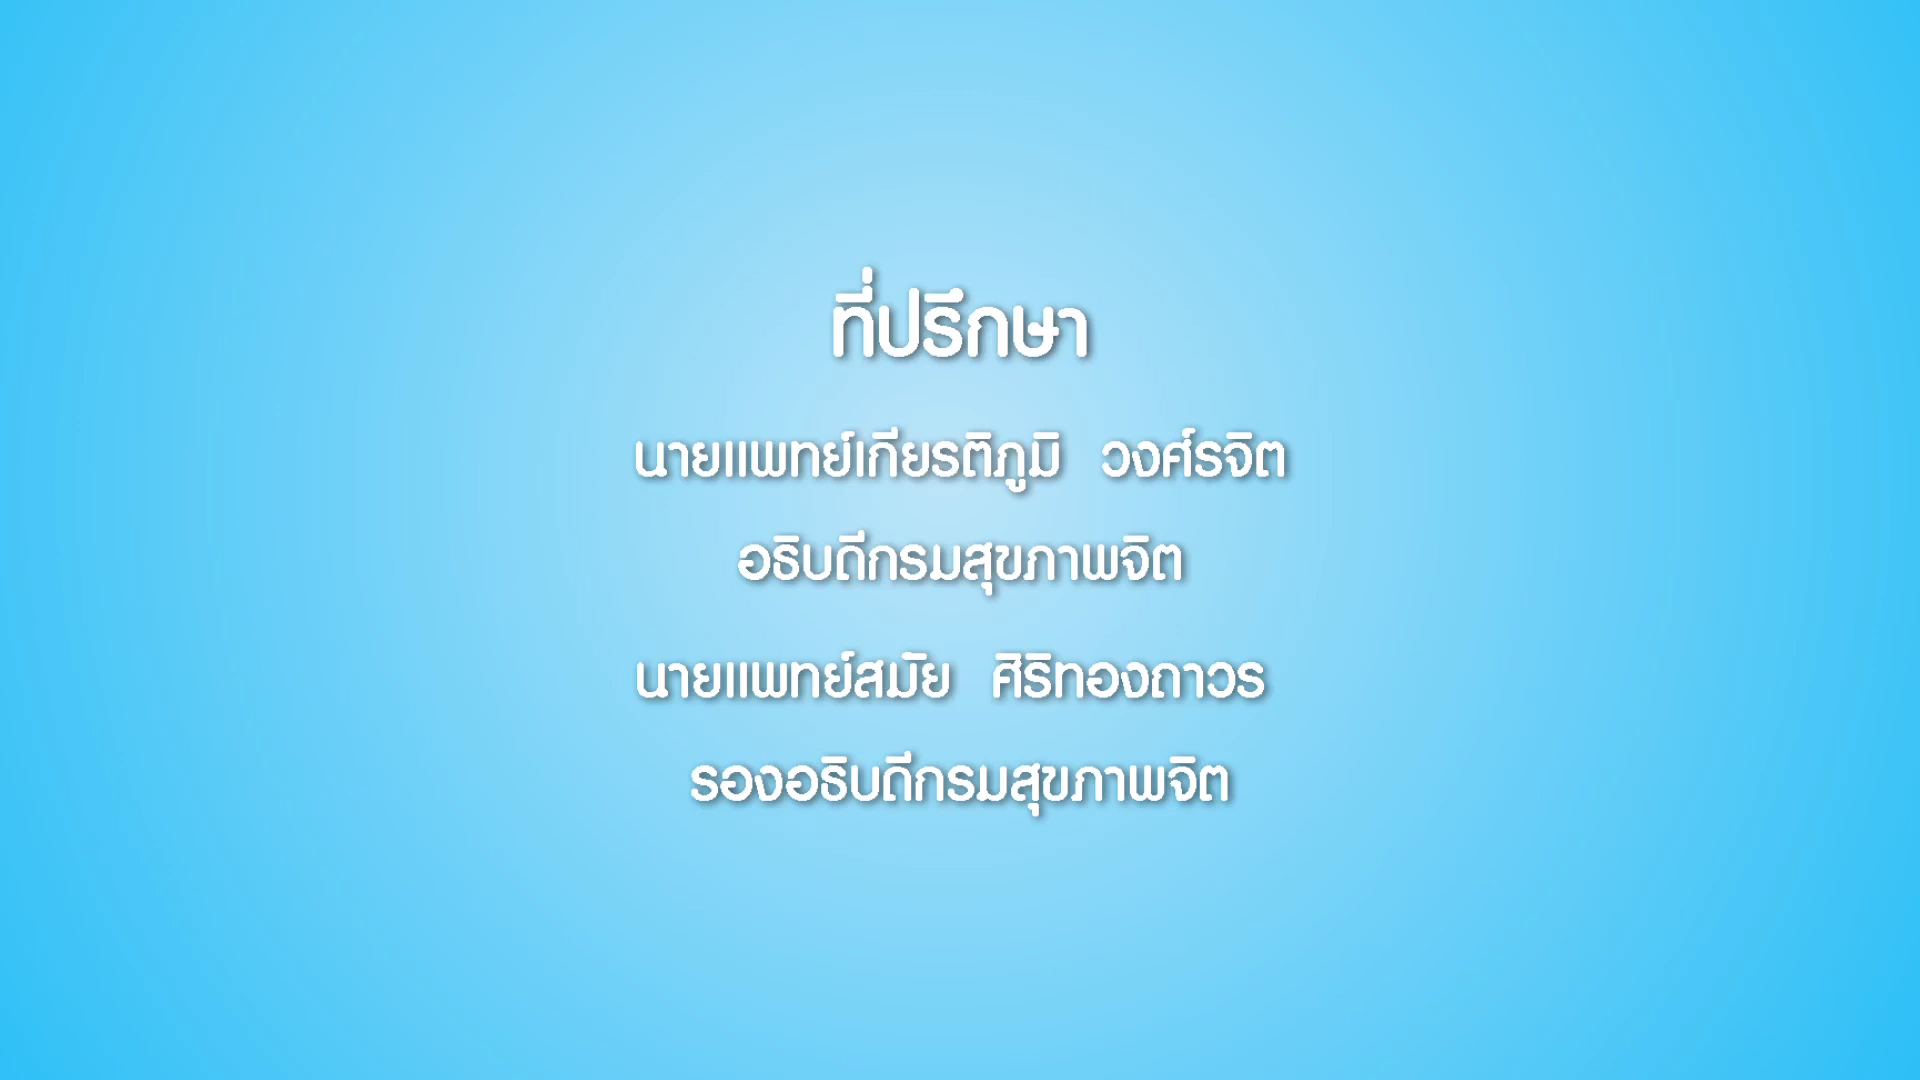 ที่ปรึกษา
นายแพทย์เกียรติภูมิ วงศ์รจิต
อธิบดีกรมสุขภาพจิต
นายแพทย์สมัย ศิริทองถาวร
รองอธิบดีกรมสุขภาพจิต